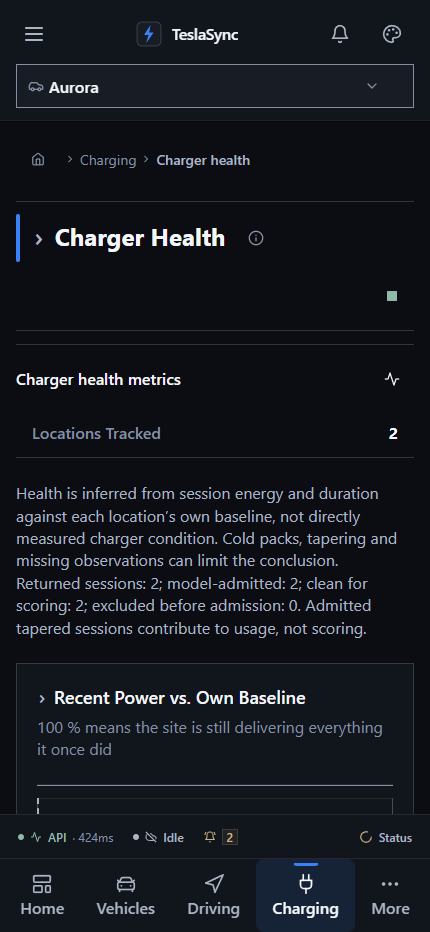 TeslaSync
Aurora
Charging
Charger health
Charger Health
Charger health metrics
Locations Tracked 2
Health is inferred from session energy and duration
against each location's own baseline, not directly
measured charger condition. Cold packs, tapering and
missing observations can limit the conclusion.
Returned sessions: 2; model-admitted: 2; clean for
scoring: 2; excluded before admission: 0. Admitted
tapered sessions contribute to usage, not scoring.
Recent Power vs. Own Baseline
100 % means the site is still delivering everything
it once did
API · 424ms Idle 2 Status
Home Vehicles Driving Charging More